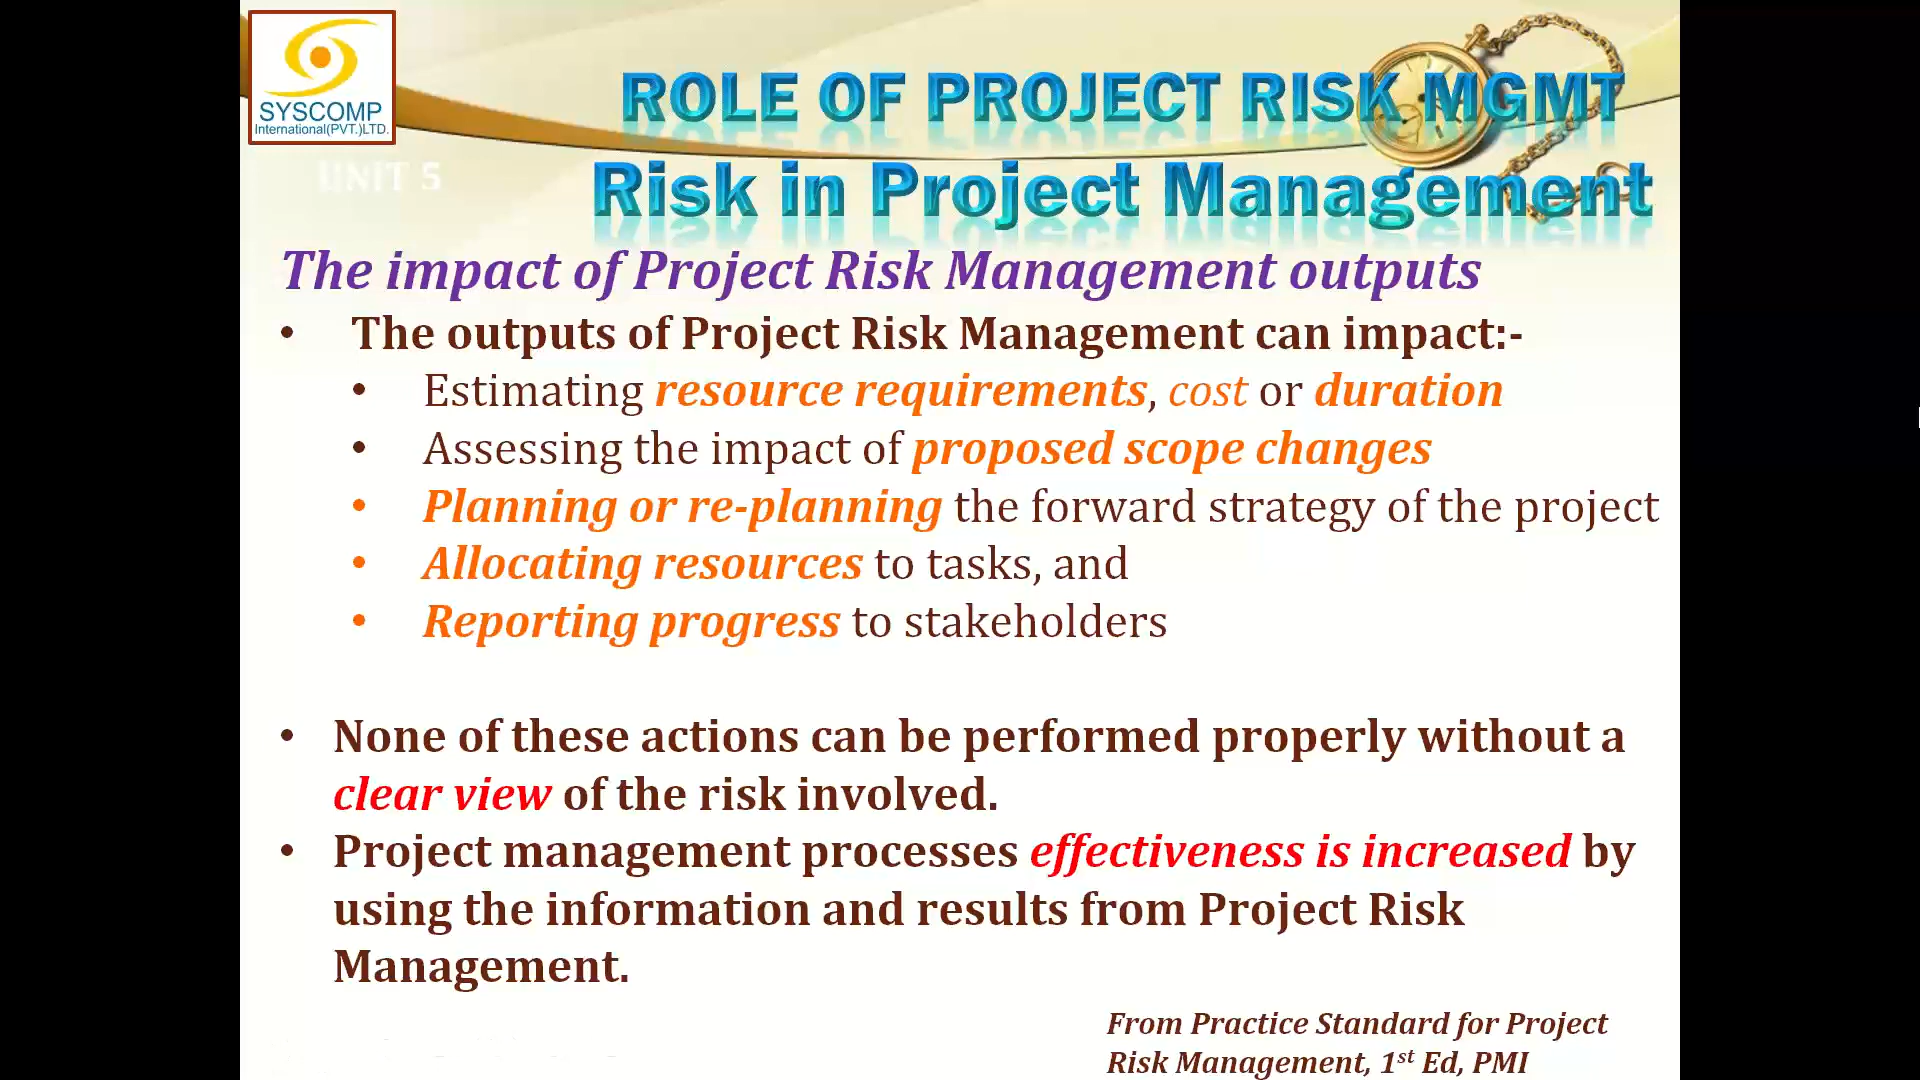 SYSCOMP
International(PVT.)LTD.
UNIT 5
ROLE OF PROJECT RISK MGMT
Risk in Project Management
The impact of Project Risk Management outputs
• The outputs of Project Risk Management can impact:-
• Estimating resource requirements, cost or duration
• Assessing the impact of proposed scope changes
• Planning or re-planning the forward strategy of the project
• Allocating resources to tasks, and
• Reporting progress to stakeholders
• None of these actions can be performed properly without a
clear view of the risk involved.
• Project management processes effectiveness is increased by
using the information and results from Project Risk
Management.
From Practice Standard for Project
Risk Management, 1st Ed, PMI